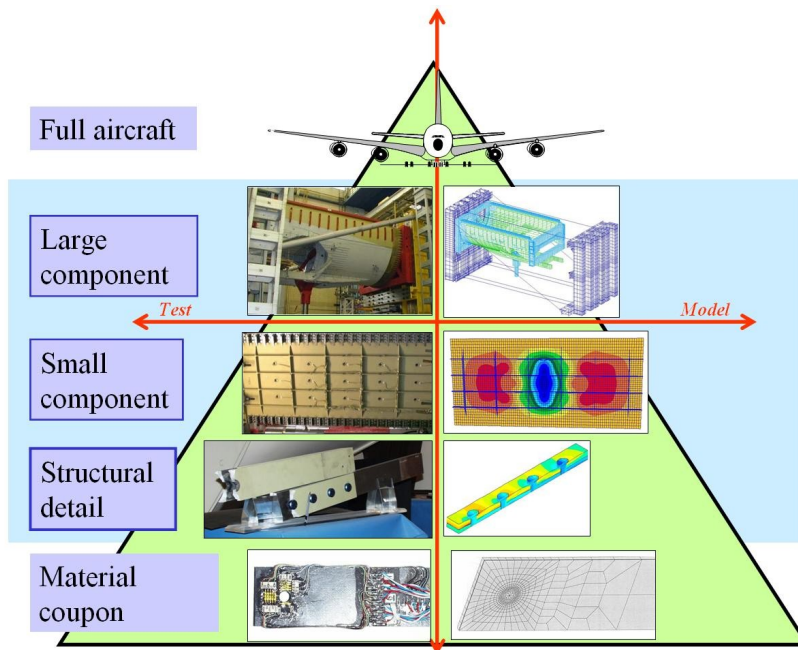 Full aircraft
Large
component
Test
Model
Small
component
Structural
detail
Material
coupon